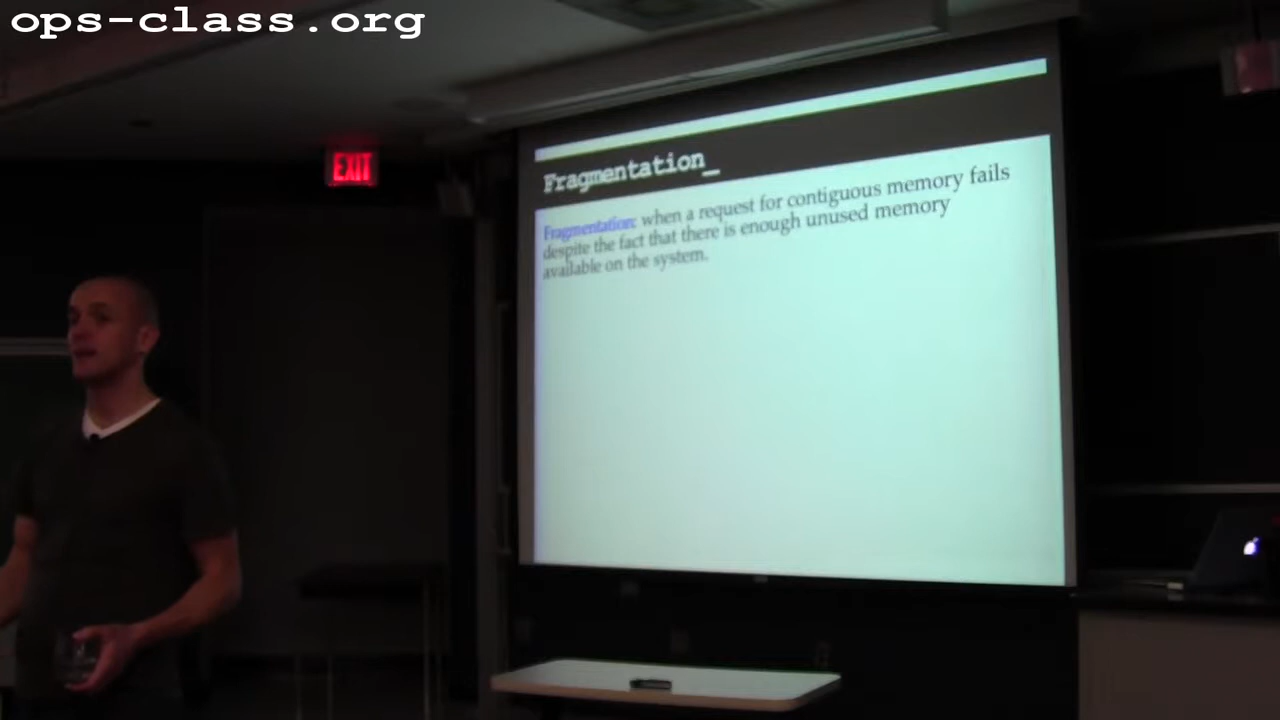 ops-class.org
EXIT
Fragmentation_
Fragmentation: when a request for contiguous memory fails
despite the fact that there is enough unused memory
available on the system.